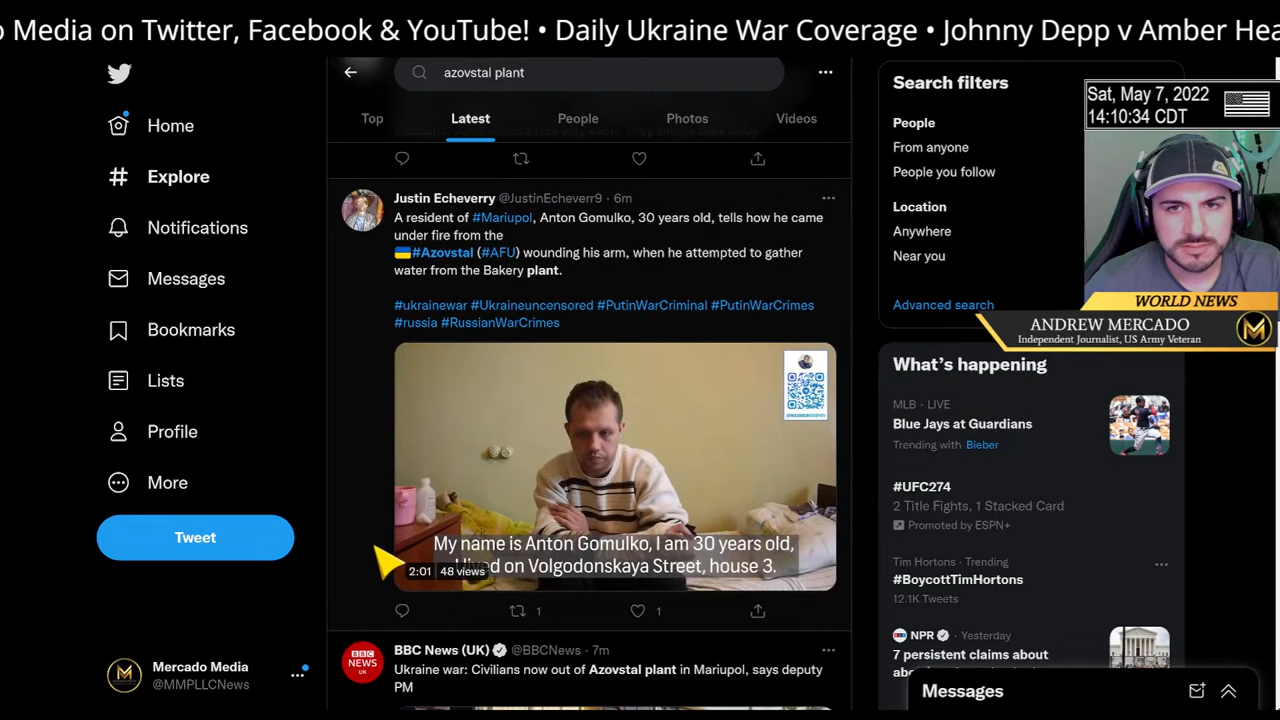 o Media on Twitter, Facebook & YouTube! • Daily Ukraine War Coverage • Johnny Depp v Amber Hea
azovstal plant
Top
Latest
People
Photos
Videos
Home
Explore
Notifications
Messages
Bookmarks
Lists
Profile
More
Tweet
Mercado Media
@MMPLLCNews
Justin Echeverry @JustinEcheverr9 · 6m
A resident of #Mariupol, Anton Gomulko, 30 years old, tells how he came
under fire from the
#Azovstal (#AFU) wounding his arm, when he attempted to gather
water from the Bakery plant.
#ukrainewar #Ukraineuncensored #PutinWarCriminal #PutinWarCrimes
#russia #RussianWarCrimes
My name is Anton Gomulko, I am 30 years old,
lived on Volgodonskaya Street, house 3.
2:01 48 views
1
1
BBC News (UK) @BBCNews · 7m
Ukraine war: Civilians now out of Azovstal plant in Mariupol, says deputy
PM
Search filters
People
From anyone
People you follow
Location
Anywhere
Near you
Advanced search
Sat, May 7, 2022
14:10:34 CDT
WORLD NEWS
ANDREW MERCADO
Independent Journalist, US Army Veteran
What's happening
MLB · LIVE
Blue Jays at Guardians
Trending with Bieber
#UFC274
2 Title Fights, 1 Stacked Card
Promoted by ESPN+
Tim Hortons · Trending
#BoycottTimHortons
12.1K Tweets
NPR · Yesterday
7 persistent claims about
Messages